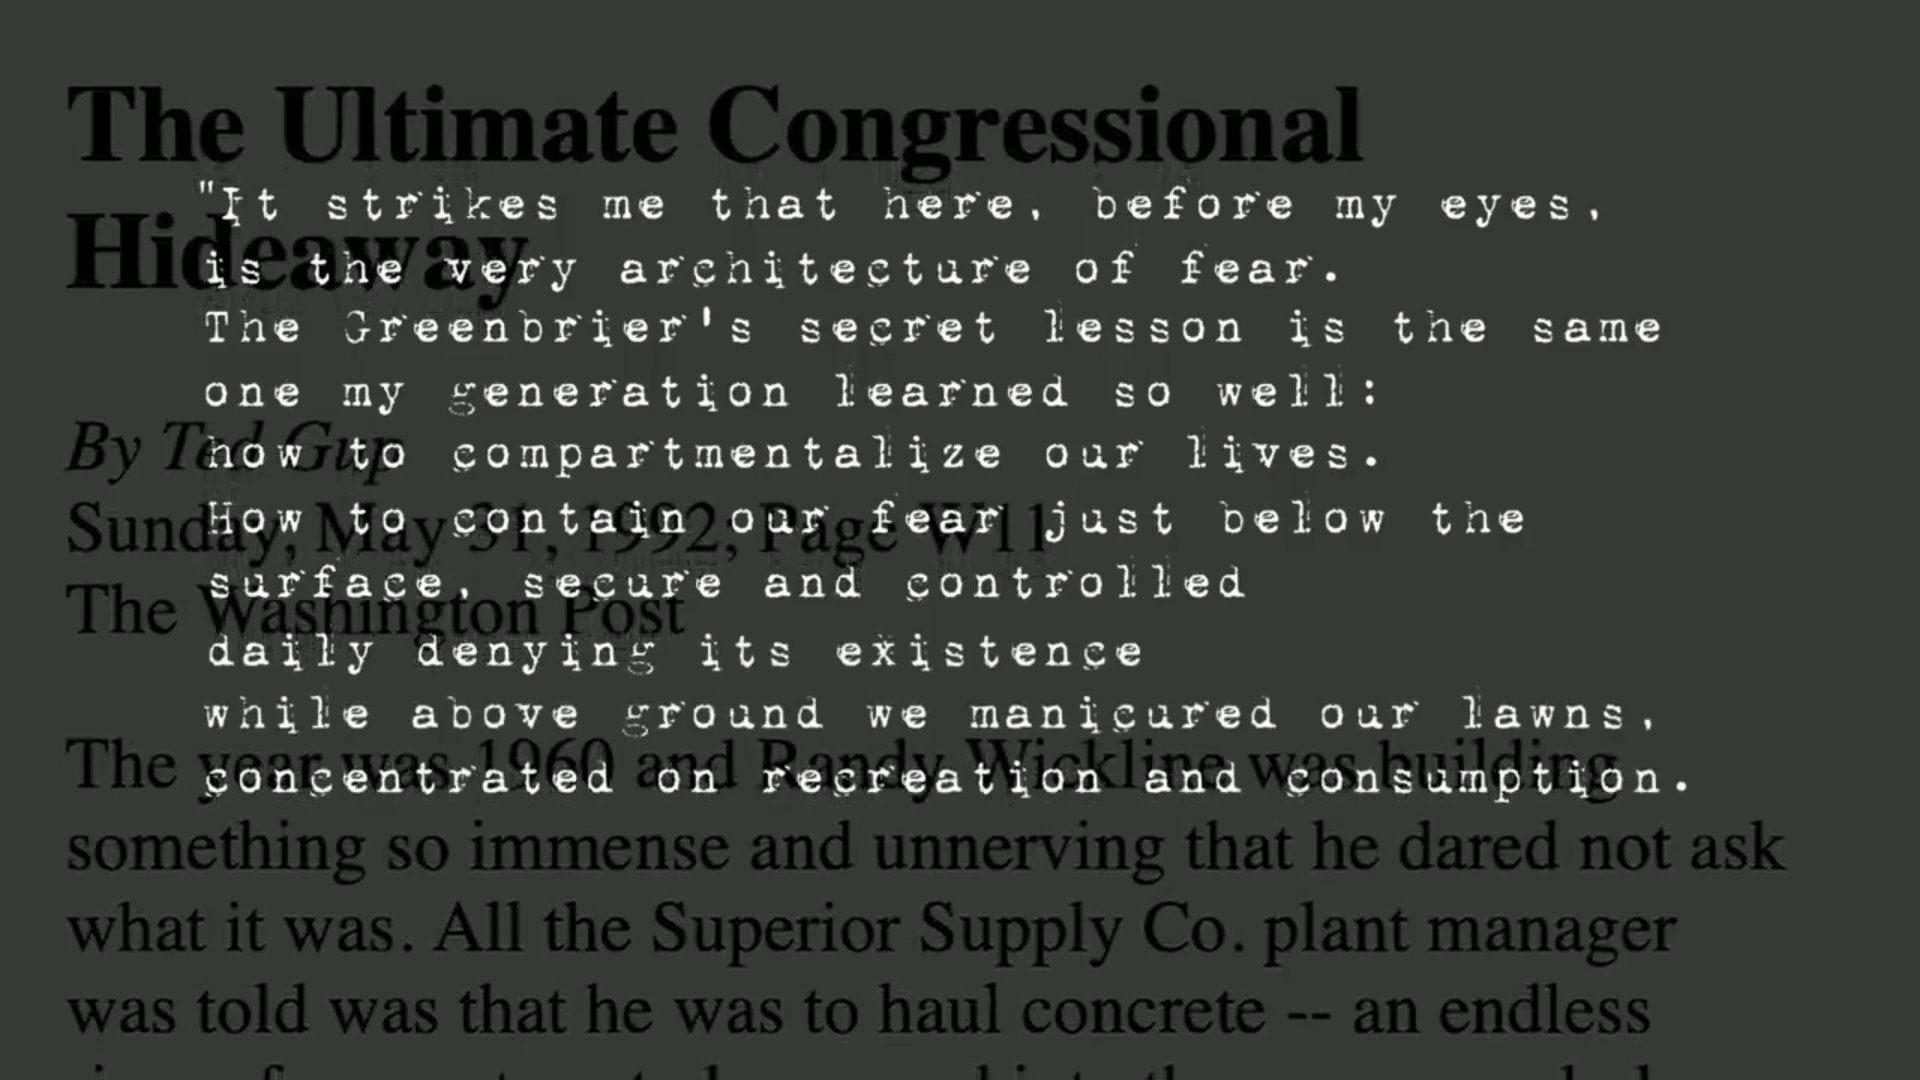 The Ultimate Congressional
Hideaway
By Ted Gup
Sunday, May 31, 1992; Page W11
The Washington Post
The year was 1960 and Randy Wickline was building
something so immense and unnerving that he dared not ask
what it was. All the Superior Supply Co. plant manager
was told was that he was to haul concrete -- an endless
"It strikes me that here, before my eyes,
is the very architecture of fear.
The Greenbrier's secret lesson is the same
one my generation learned so well:
how to compartmentalize our lives.
How to contain our fear just below the
surface, secure and controlled
daily denying its existence
while above ground we manicured our lawns,
concentrated on recreation and consumption.